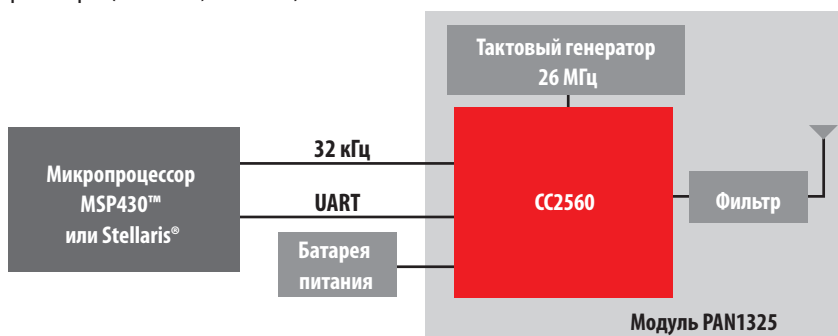 Тактовый генератор
26 МГц
32 кГц
Микропроцессор
MSP430™
или Stellaris®
UART
CC2560
Фильтр
Батарея
питания
Модуль PAN1325